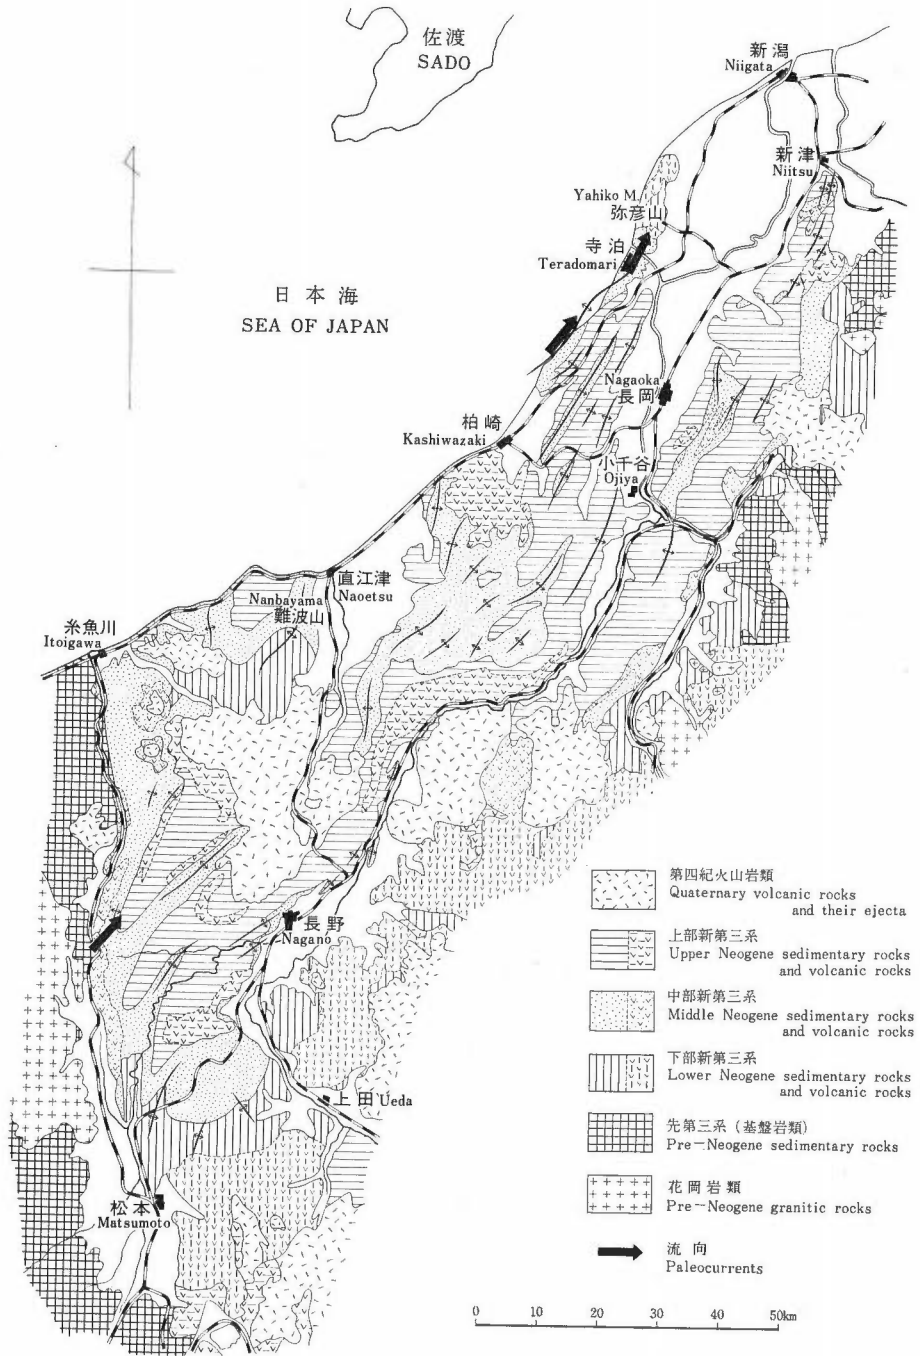 佐渡
SADO
新潟
Niigata
新津
Niitsu
Yahiko M.
弥彦山
寺泊
Teradomari
日本海
SEA OF JAPAN
Nagaoka
長岡
柏崎
Kashiwazaki
小千谷
Ojiya
直江津
Naoetsu
Nanbayama
難波山
糸魚川
Itoigawa
長野
Nagano
上田 Ueda
松本
Matsumoto
第四紀火山岩類
Quaternary volcanic rocks
and their ejecta
上部新第三系
Upper Neogene sedimentary rocks
and volcanic rocks
中部新第三系
Middle Neogene sedimentary rocks
and volcanic rocks
下部新第三系
Lower Neogene sedimentary rocks
and volcanic rocks
先第三系（基盤岩類）
Pre-Neogene sedimentary rocks
花岡岩類
Pre-Neogene granitic rocks
流向
Paleocurrents
0 10 20 30 40 50km